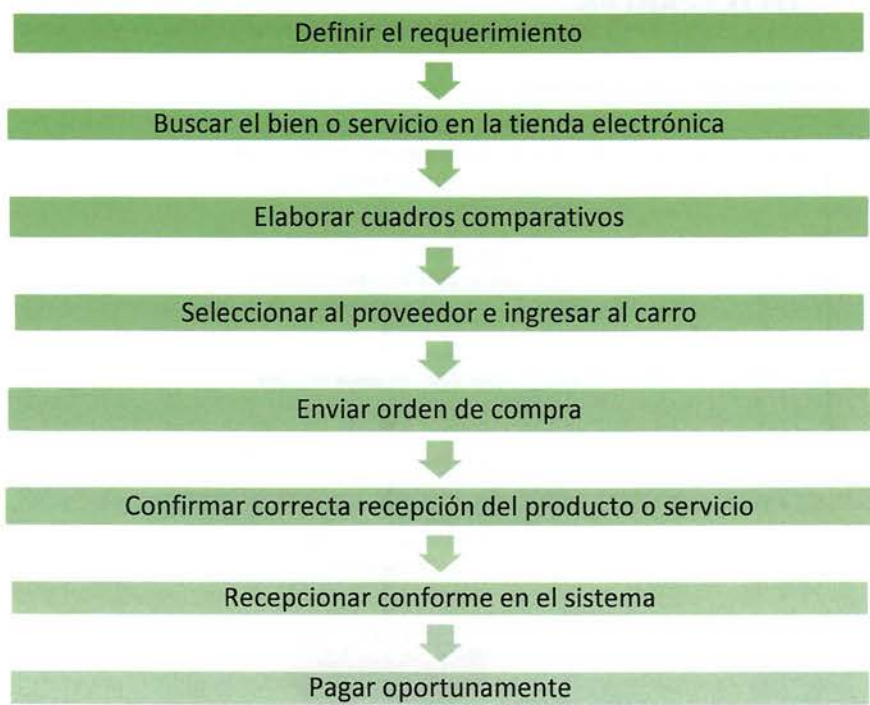 Definir el requerimiento
Buscar el bien o servicio en la tienda electrónica
Elaborar cuadros comparativos
Seleccionar al proveedor e ingresar al carro
Enviar orden de compra
Confirmar correcta recepción del producto o servicio
Recepcionar conforme en el sistema
Pagar oportunamente